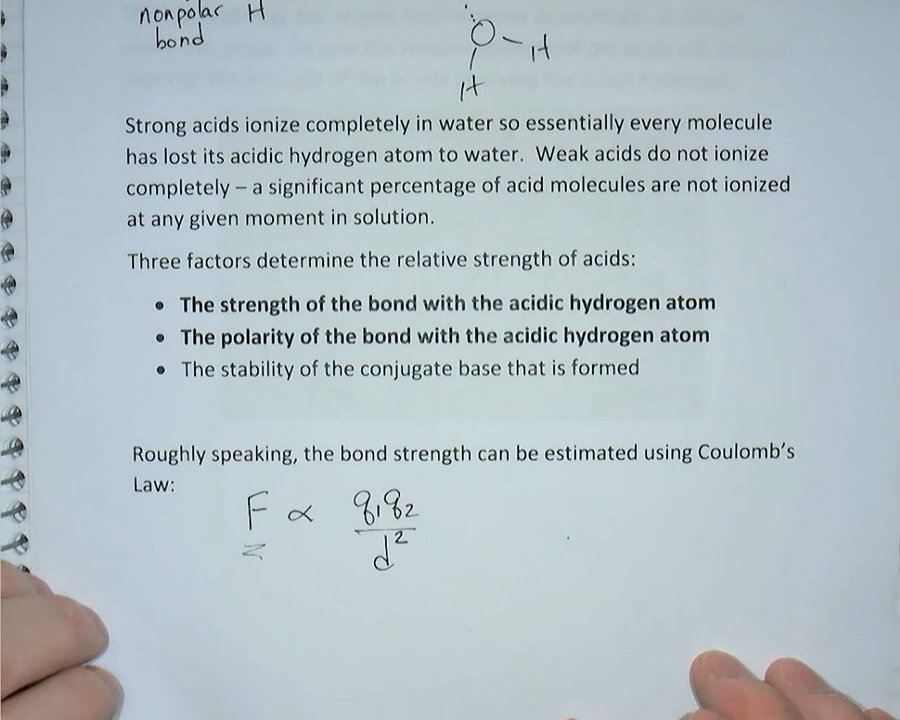 nonpolar H
bond
O - H
H
Strong acids ionize completely in water so essentially every molecule
has lost its acidic hydrogen atom to water. Weak acids do not ionize
completely – a significant percentage of acid molecules are not ionized
at any given moment in solution.
Three factors determine the relative strength of acids:
• The strength of the bond with the acidic hydrogen atom
• The polarity of the bond with the acidic hydrogen atom
• The stability of the conjugate base that is formed
Roughly speaking, the bond strength can be estimated using Coulomb's
Law:
F ∝ q₁q₂
d²